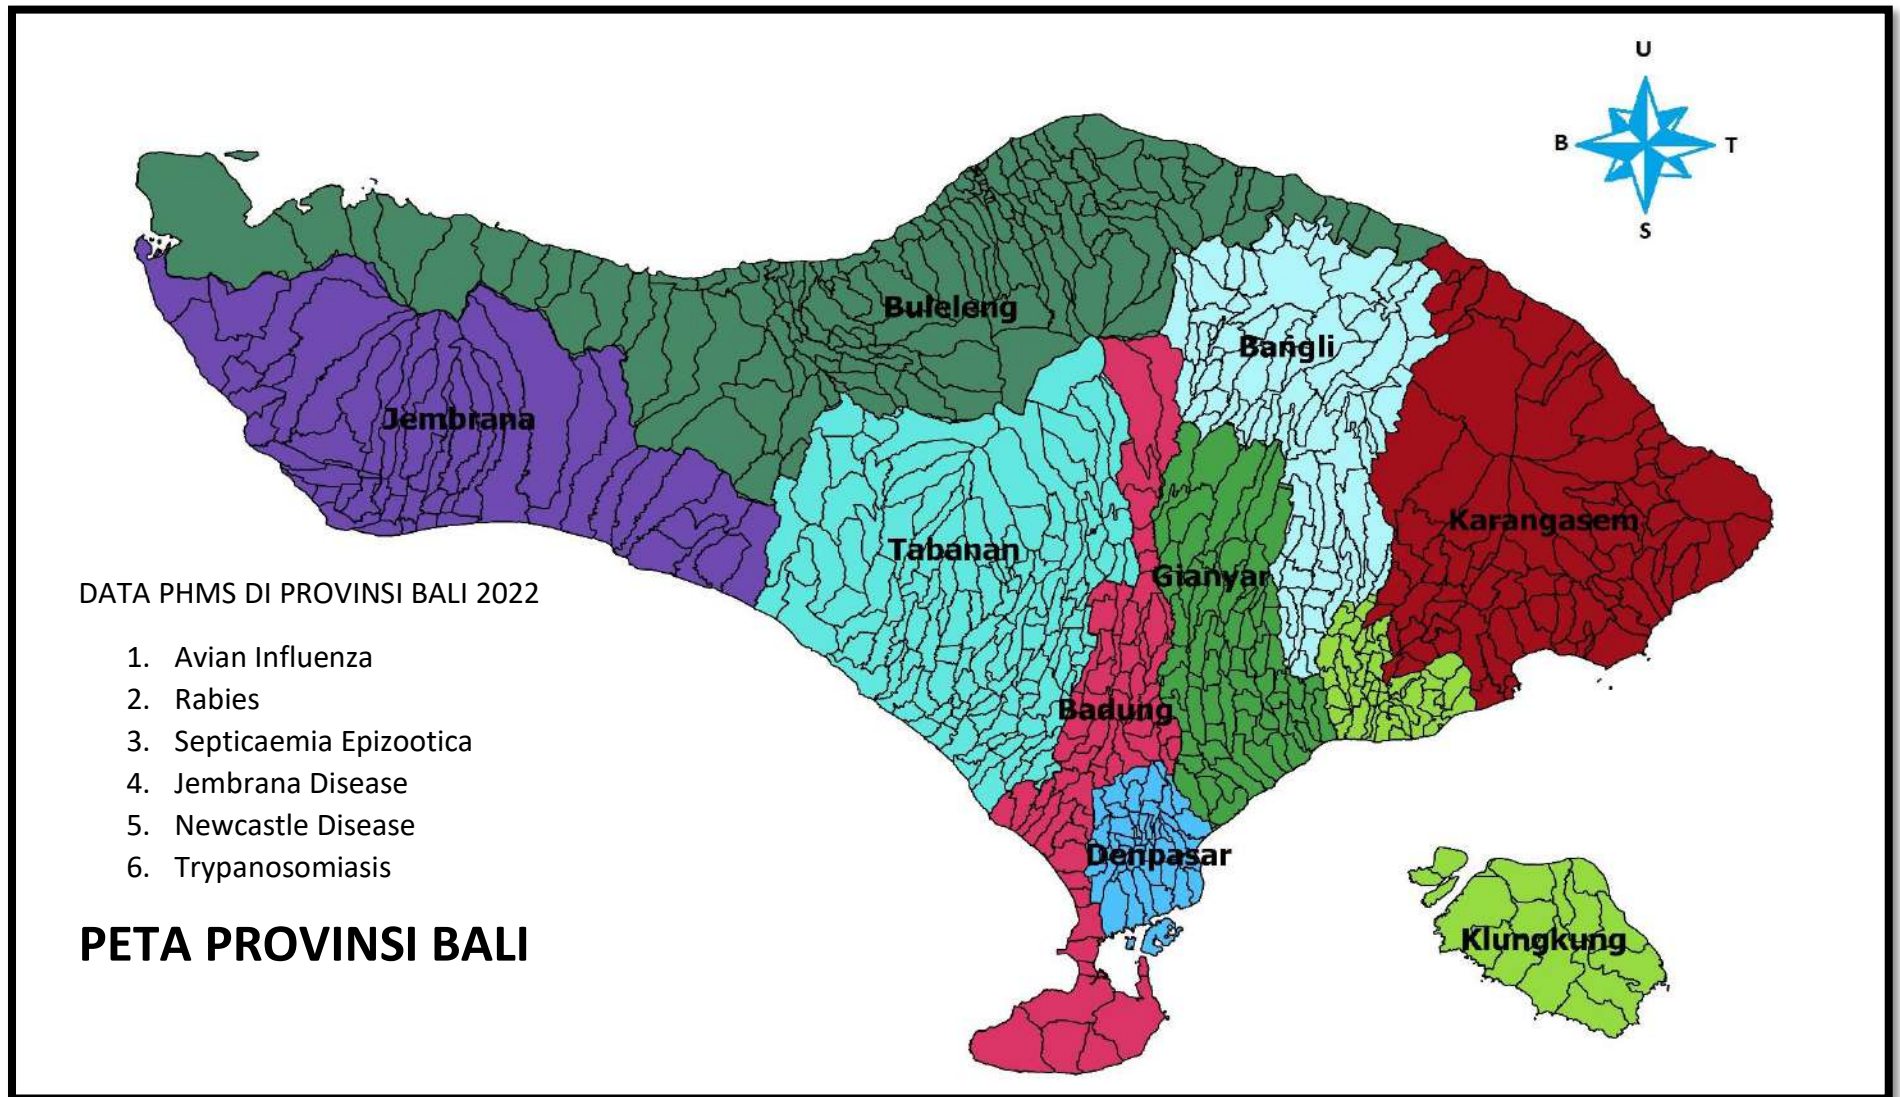 U
B
T
S
Buleleng
Bangli
Jembrana
Karangasem
Tabanan
Gianyar
DATA PHMS DI PROVINSI BALI 2022
1. Avian Influenza
2. Rabies
3. Septicaemia Epizootica
4. Jembrana Disease
5. Newcastle Disease
6. Trypanosomiasis
Badung
Denpasar
Klungkung
PETA PROVINSI BALI